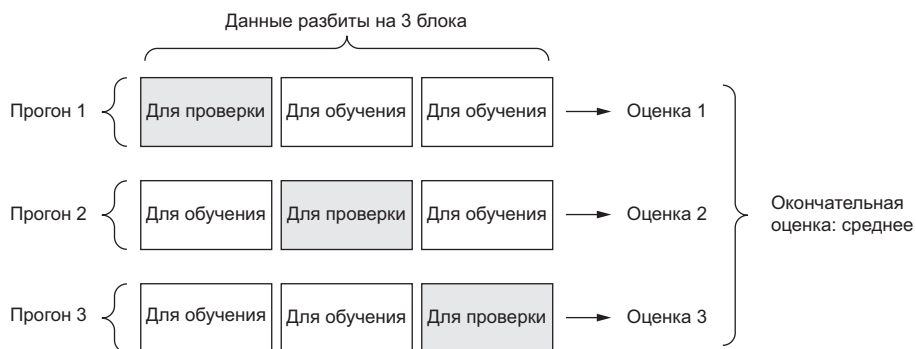 Данные разбиты на 3 блока
Прогон 1 Для проверки Для обучения Для обучения Оценка 1
Прогон 2 Для обучения Для проверки Для обучения Оценка 2
Окончательная
оценка: среднее
Прогон 3 Для обучения Для обучения Для проверки Оценка 3